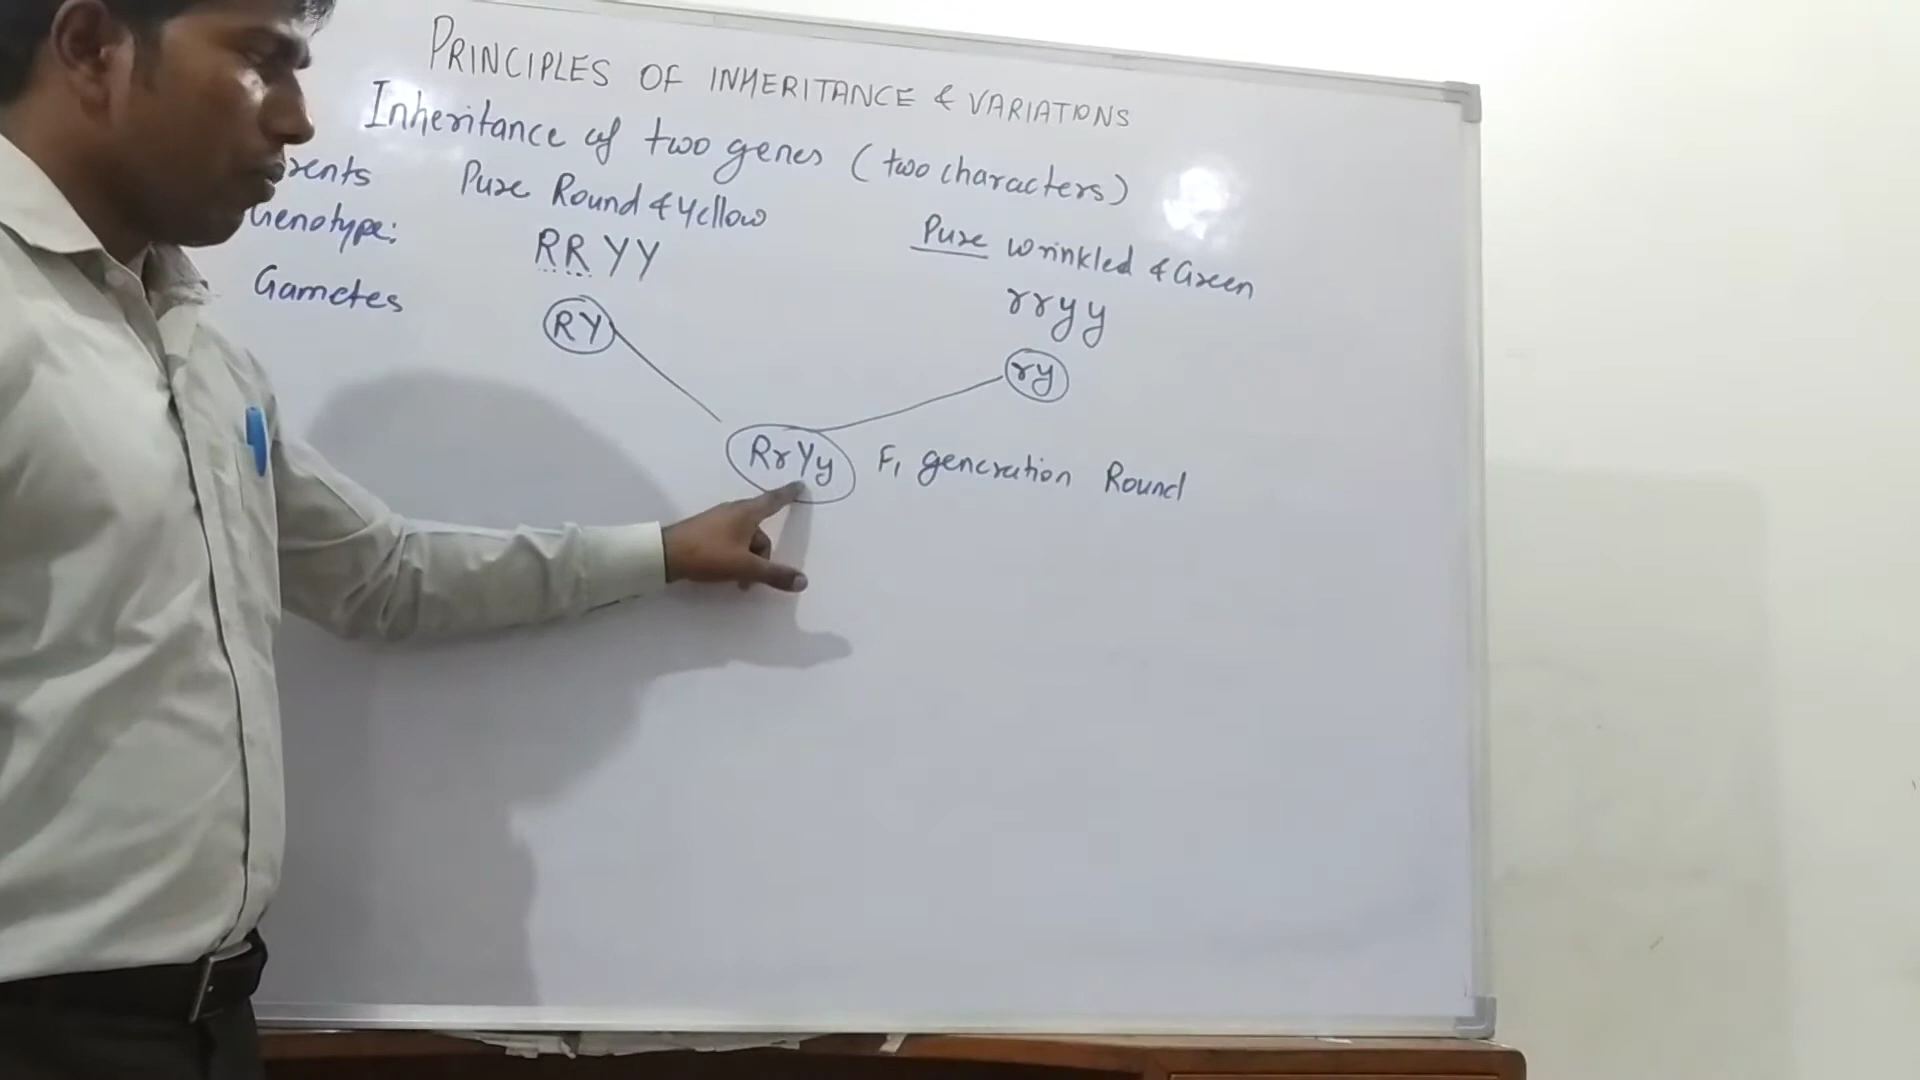 PRINCIPLES OF INHERITANCE & VARIATIONS
Inheritance of two genes (two characters)
Pure Round & Yellow Pure Wrinkled & Green
Genotype: RRYY rryy
Gametes RY ry
RrYy F1 generation Round